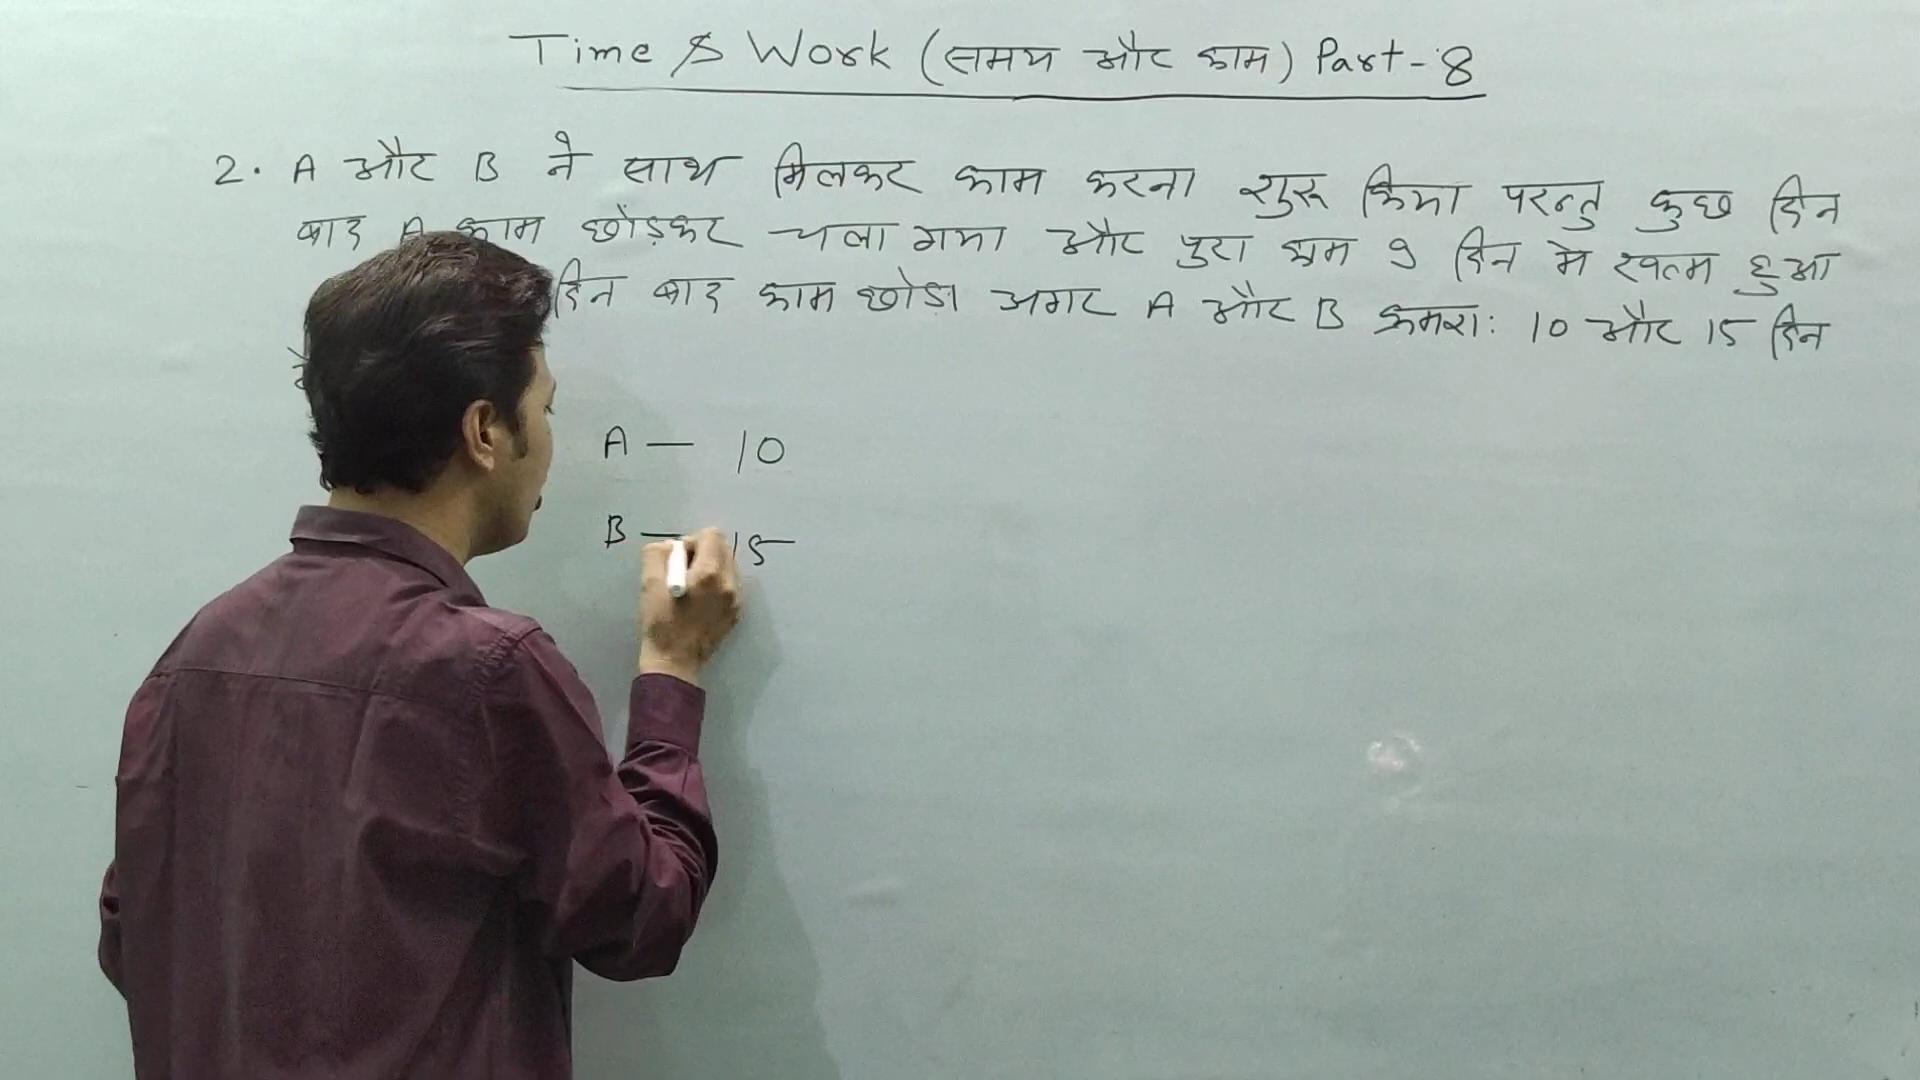 Time & Work (समय और काम) Part-8
2. A और B ने साथ मिलकर काम करना शुरू किया परन्तु कुछ दिन
बाद A काम छोड़कर चला गया और पुरा काम 9 दिन मे खत्म हुआ
दिन बाद काम छोड़ा अगर A और B क्रमशः 10 और 15 दिन
A — 10
B — 15